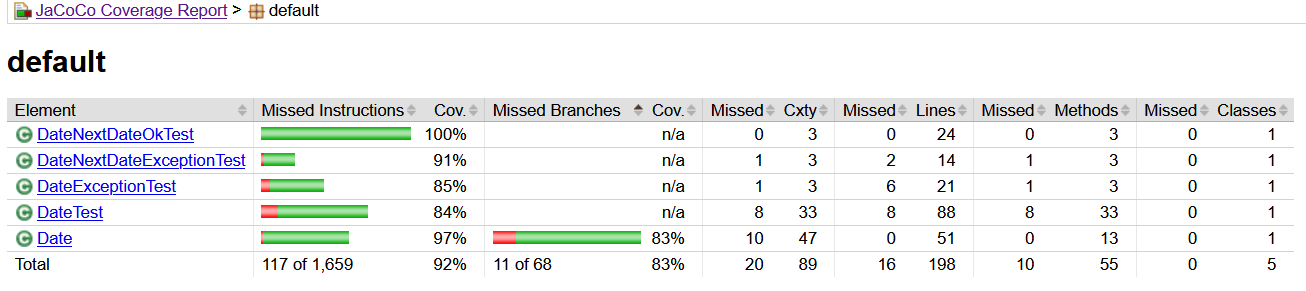 JaCoCo Coverage Report > default
default
Element Missed Instructions Cov. Missed Branches Cov. Missed Cxty Missed Lines Missed Methods Missed Classes
DateNextDateOkTest 100% n/a 0 3 0 24 0 3 0 1
DateNextDateExceptionTest 91% n/a 1 3 2 14 1 3 0 1
DateExceptionTest 85% n/a 1 3 6 21 1 3 0 1
DateTest 84% n/a 8 33 8 88 8 33 0 1
Date 97% 83% 10 47 0 51 0 13 0 1
Total 117 of 1,659 92% 11 of 68 83% 20 89 16 198 10 55 0 5